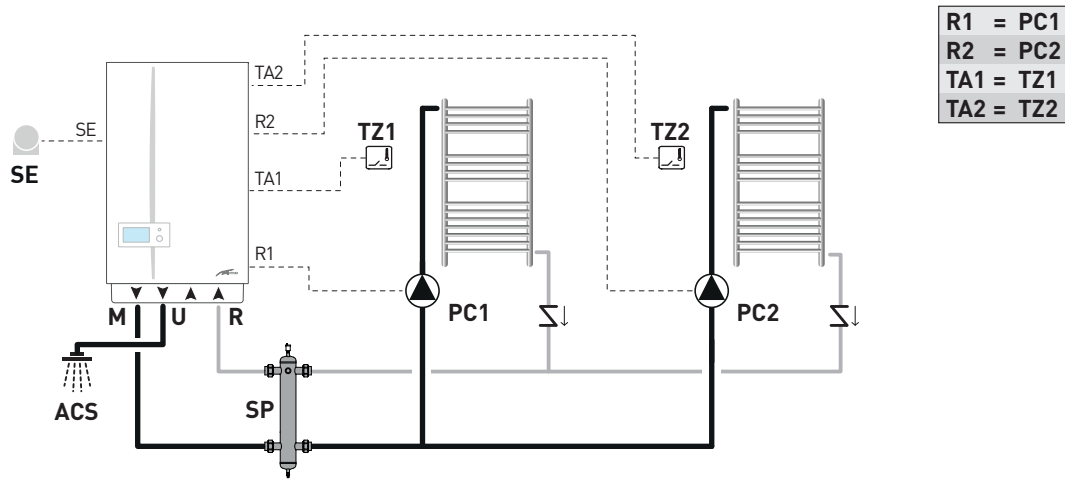 R1 = PC1
R2 = PC2
TA1 = TZ1
TA2 = TZ2
TA2
R2
TZ1
TZ2
SE
SE
TA1
R1
M U R
PC1
PC2
SP
ACS